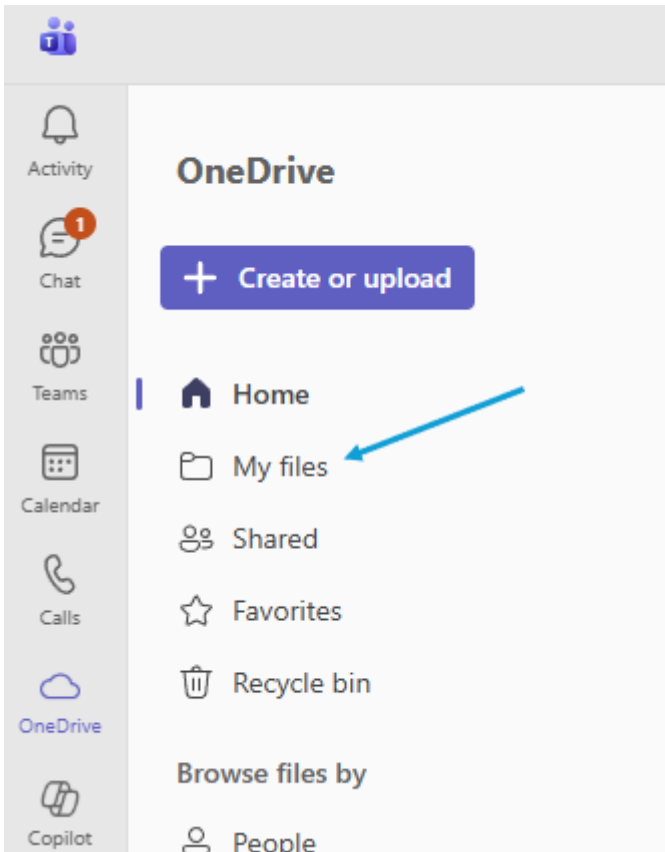 T
Activity
1
Chat
Teams
Calendar
Calls
OneDrive
Copilot
OneDrive
+ Create or upload
Home
My files
Shared
Favorites
Recycle bin
Browse files by
People